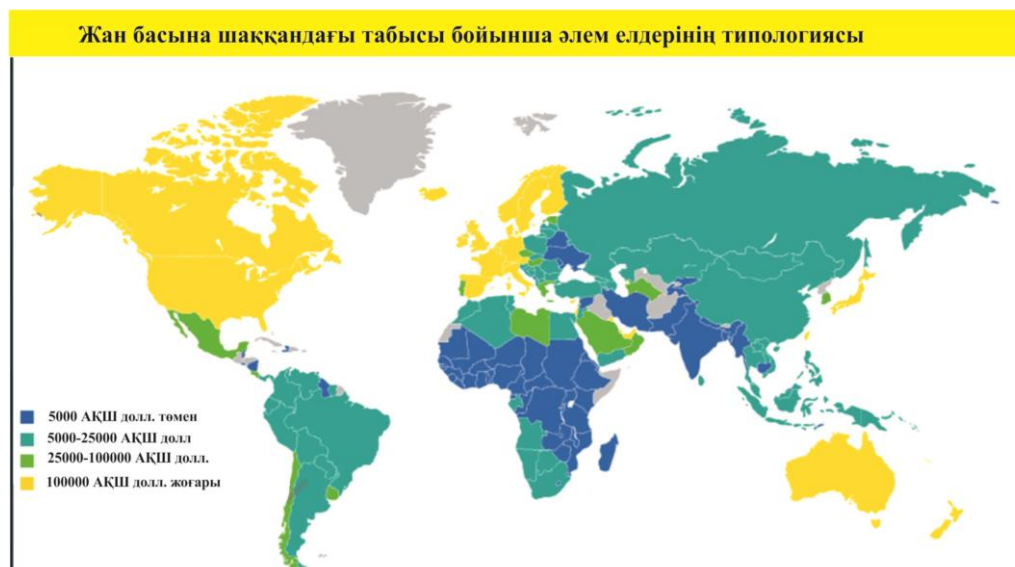 Жан басына шаққандағы табысы бойынша әлем елдерінің типологиясы
5000 АҚШ долл. төмен
5000-25000 АҚШ долл
25000-100000 АҚШ долл.
100000 АҚШ долл. жоғары